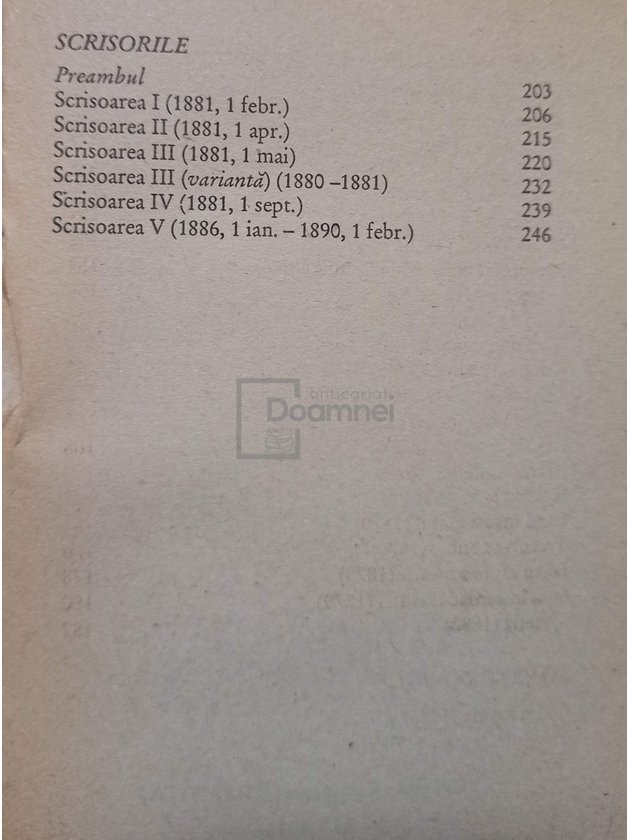 SCRISORILE
Preambul 203
Scrisoarea I (1881, 1 febr.) 206
Scrisoarea II (1881, 1 apr.) 215
Scrisoarea III (1881, 1 mai) 220
Scrisoarea III (variantă) (1880 –1881) 232
Scrisoarea IV (1881, 1 sept.) 239
Scrisoarea V (1886, 1 ian. – 1890, 1 febr.) 246
anticariat
Doamnei